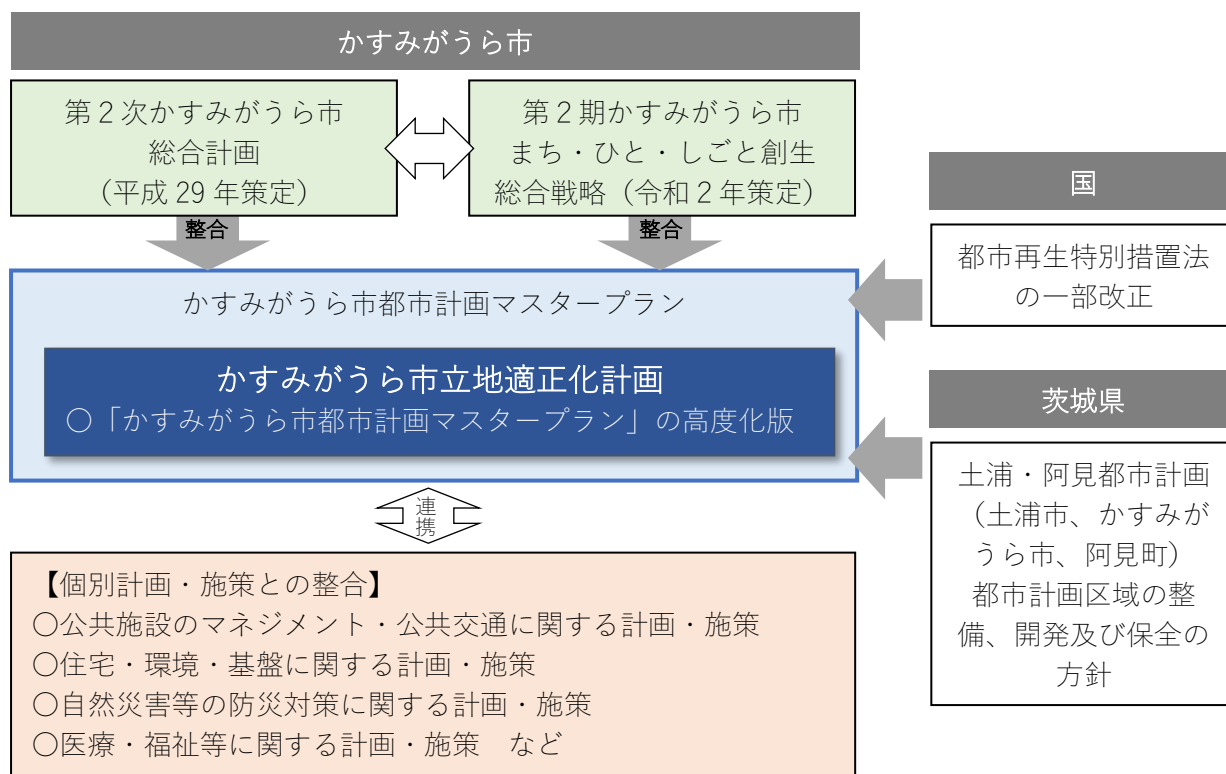 かすみがうら市
第２次かすみがうら市
総合計画
（平成 29 年策定）
第２期かすみがうら市
まち・ひと・しごと創生
総合戦略（令和２年策定）
整合
整合
かすみがうら市都市計画マスタープラン
かすみがうら市立地適正化計画
〇「かすみがうら市都市計画マスタープラン」の高度化版
連
携
【個別計画・施策との整合】
〇公共施設のマネジメント・公共交通に関する計画・施策
〇住宅・環境・基盤に関する計画・施策
〇自然災害等の防災対策に関する計画・施策
〇医療・福祉等に関する計画・施策　など
国
都市再生特別措置法
の一部改正
茨城県
土浦・阿見都市計画
（土浦市、かすみが
うら市、阿見町）
都市計画区域の整
備、開発及び保全の
方針